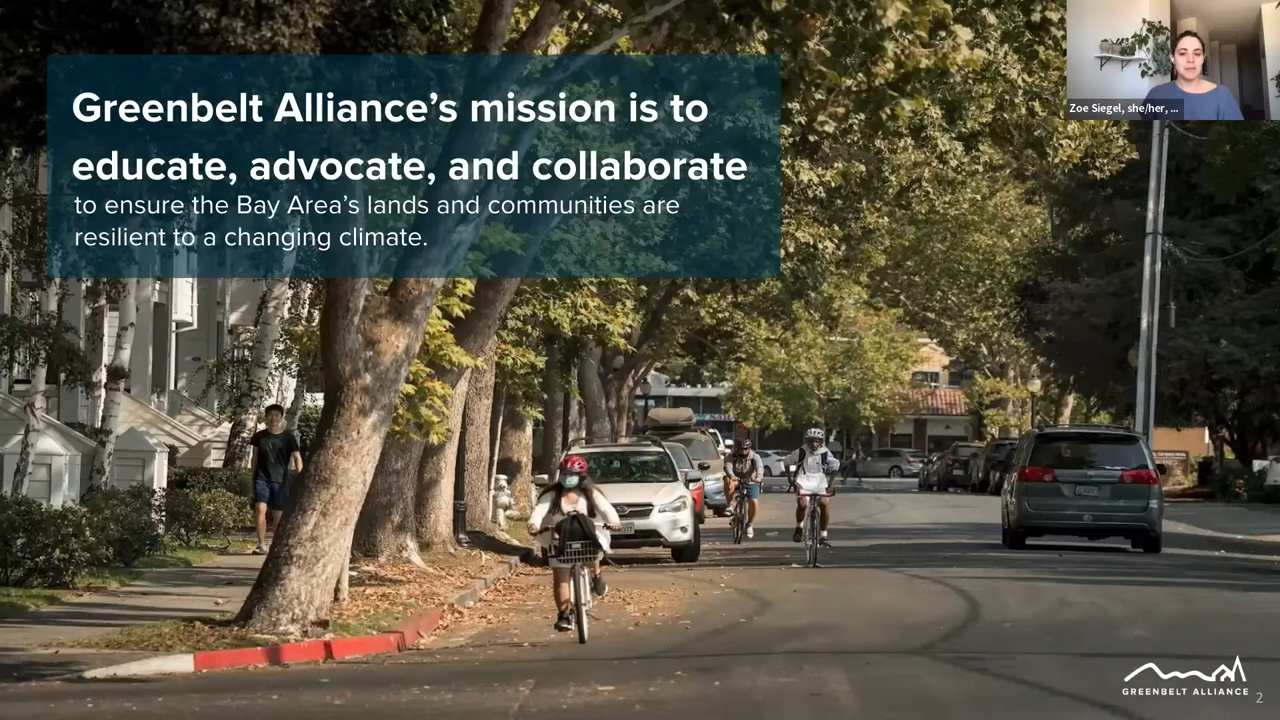 Greenbelt Alliance’s mission is to
educate, advocate, and collaborate
to ensure the Bay Area’s lands and communities are
resilient to a changing climate.
Zoe Siegel, she/her, ...
GREENBELT ALLIANCE
2